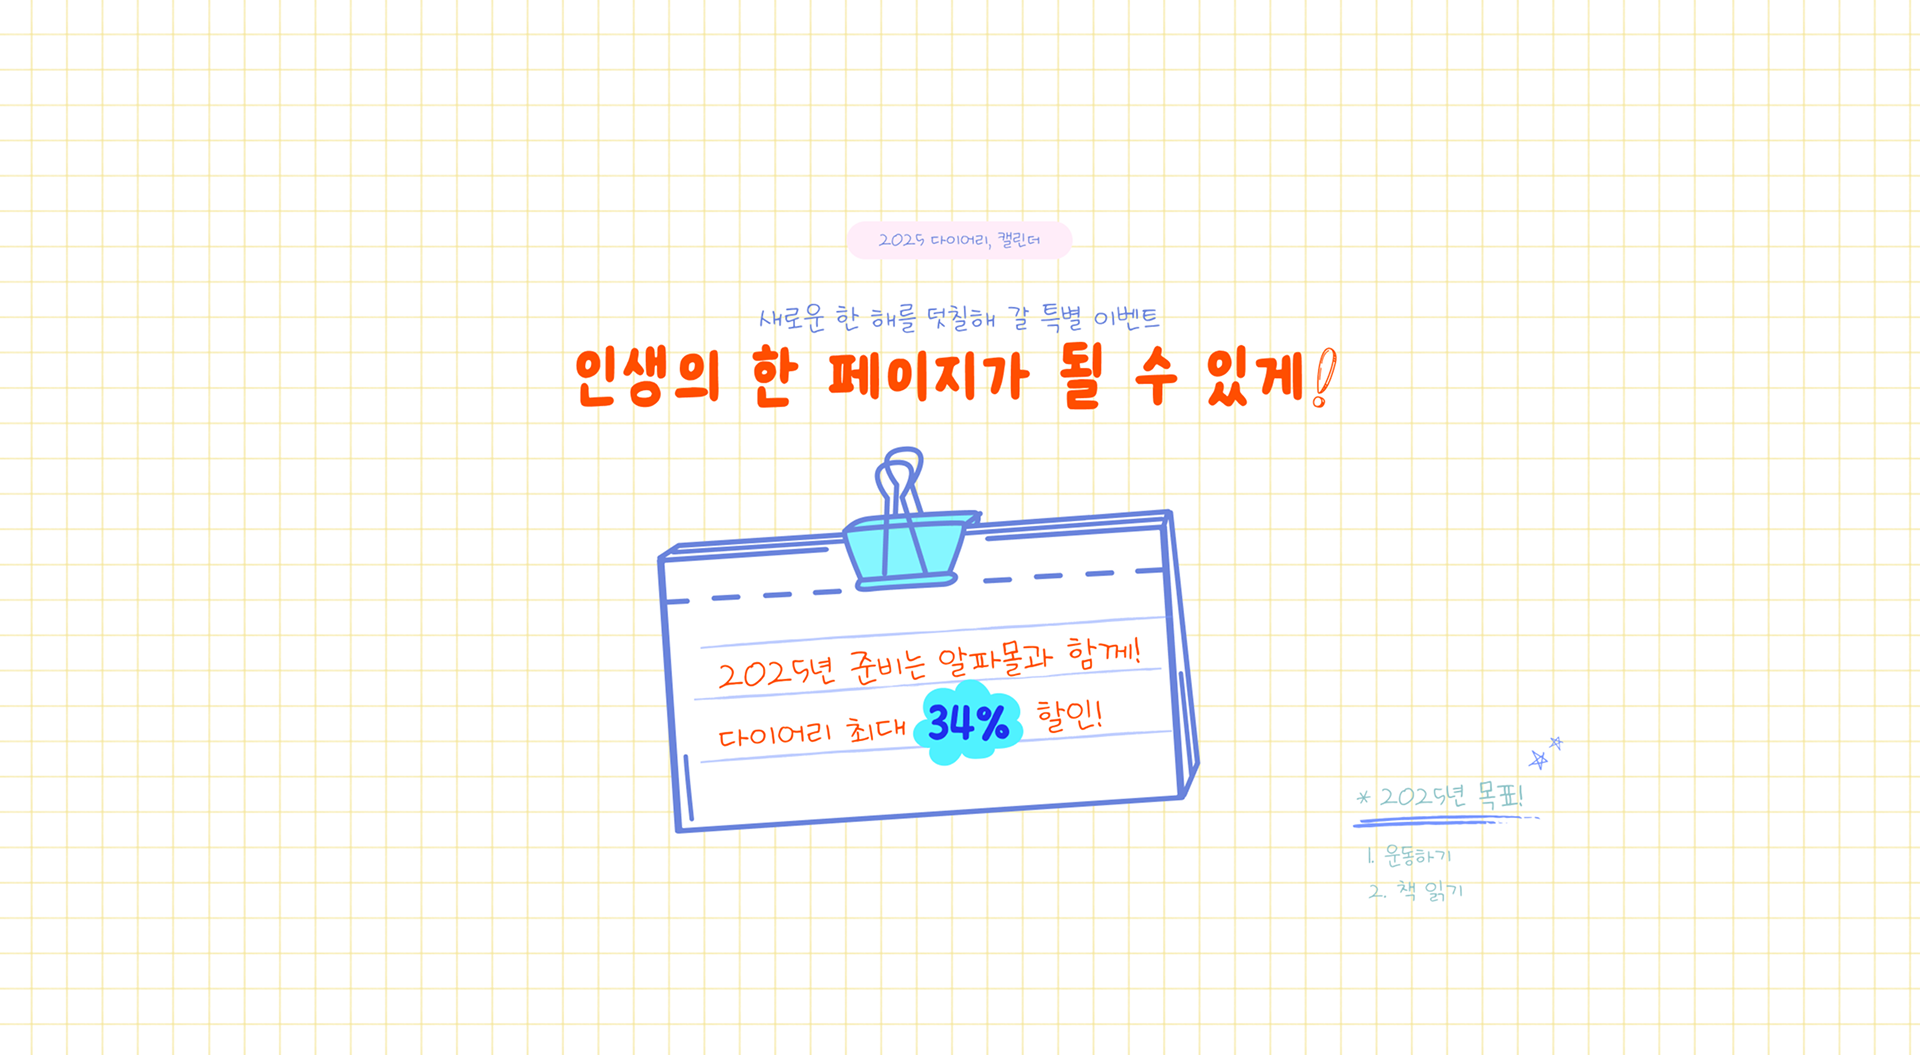 2025 다이어리, 캘린더
새로운 한 해를 덧칠해 갈 특별 이벤트
인생의 한 페이지가 될 수 있게!
2025년 준비는 알파몰과 함께!
다이어리 최대 34% 할인!
* 2025년 목표!
1. 운동하기
2. 책 읽기